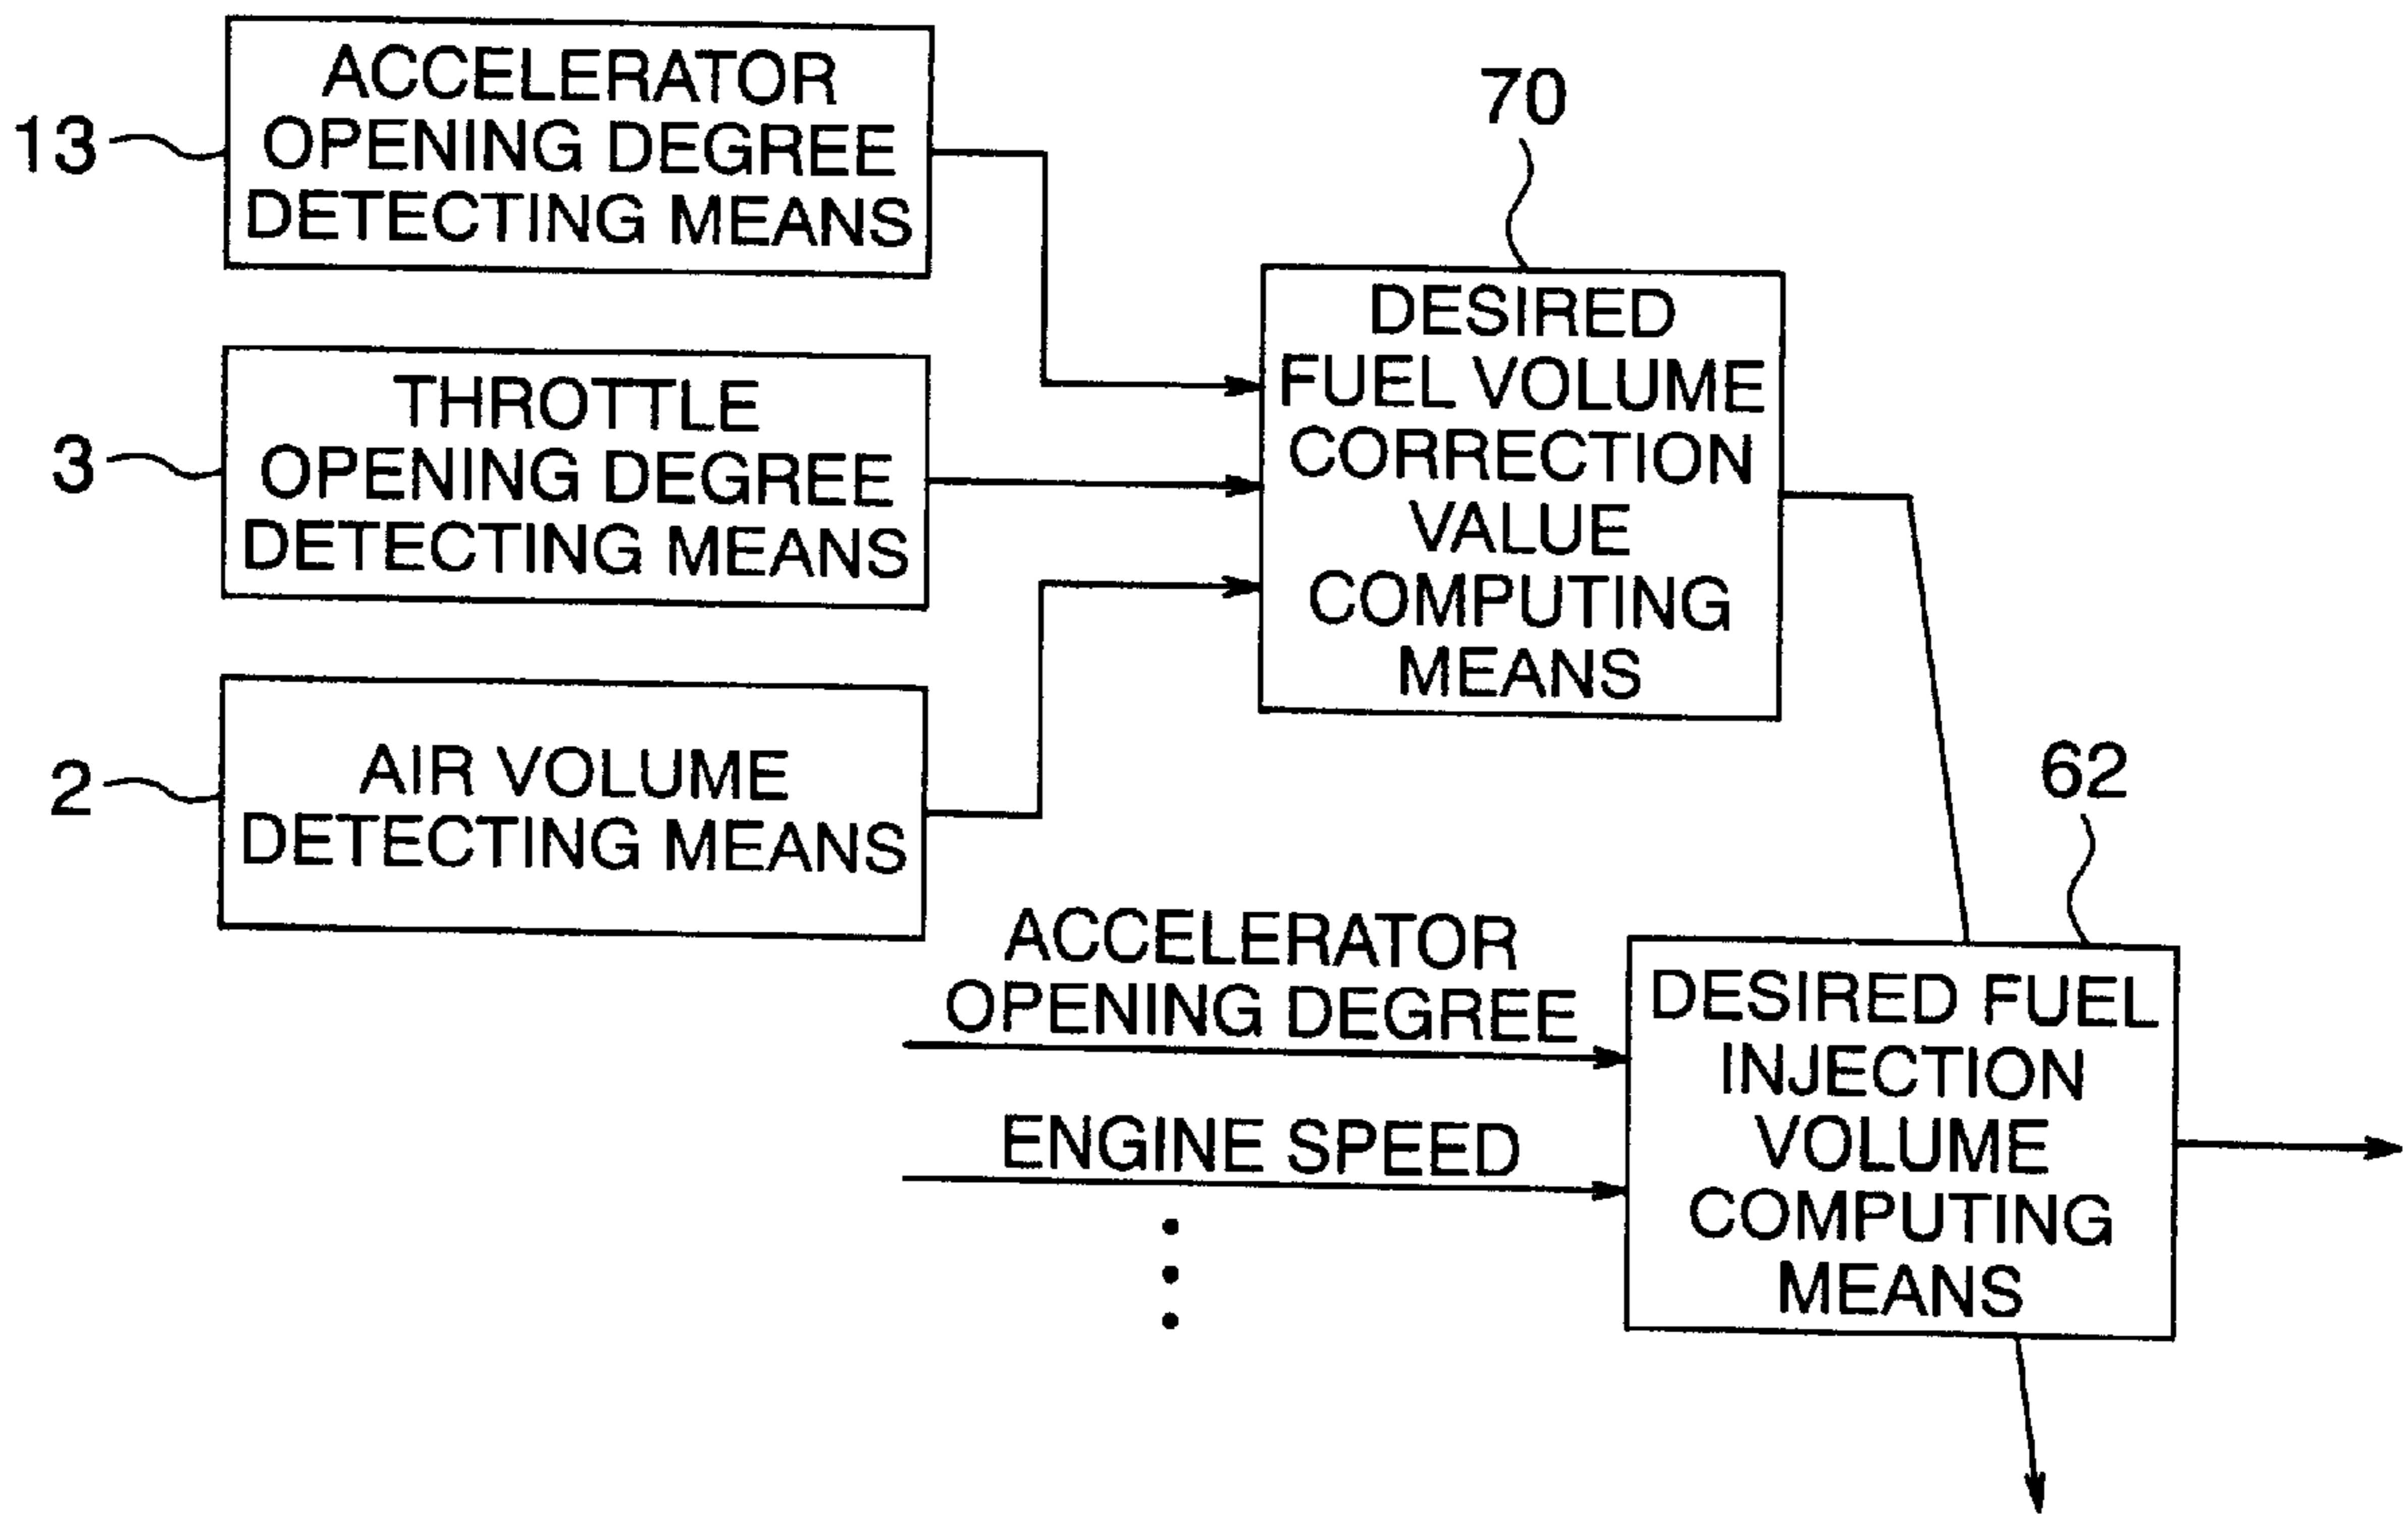 ACCELERATOR
OPENING DEGREE
DETECTING MEANS
13
THROTTLE
OPENING DEGREE
DETECTING MEANS
3
AIR VOLUME
DETECTING MEANS
2
70
DESIRED
FUEL VOLUME
CORRECTION
VALUE
COMPUTING
MEANS
ACCELERATOR
OPENING DEGREE
ENGINE SPEED
62
DESIRED FUEL
INJECTION
VOLUME
COMPUTING
MEANS